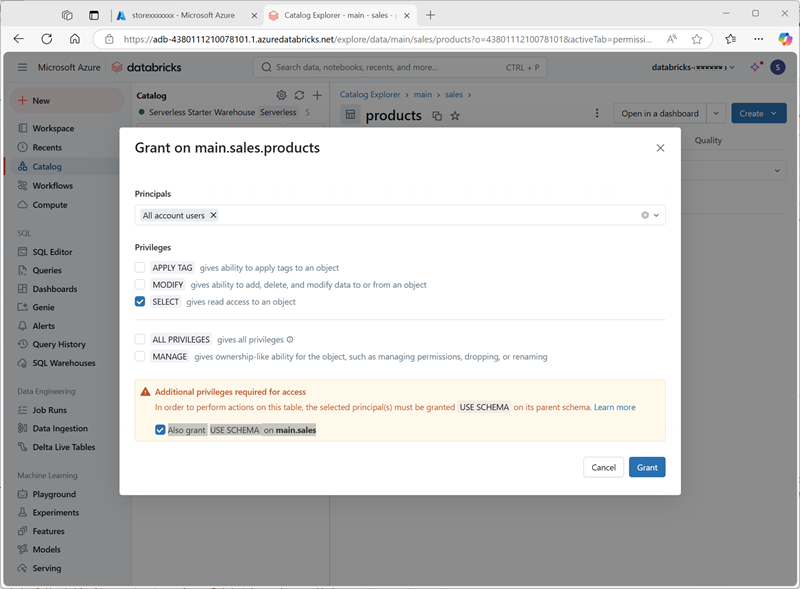 storexxxxxxx - Microsoft Azure
Catalog Explorer - main - sales - p
https://adb-4380111210078101.1.azuredatabricks.net/explore/data/main/sales/products?o=4380111210078101&activeTab=permissi...
Microsoft Azure databricks
Search data, notebooks, recents, and more... CTRL + P
databricks-xxxxxxx
S
New
Workspace
Recents
Catalog
Workflows
Compute
SQL
SQL Editor
Queries
Dashboards
Genie
Alerts
Query History
SQL Warehouses
Data Engineering
Job Runs
Data Ingestion
Delta Live Tables
Machine Learning
Playground
Experiments
Features
Models
Serving
Catalog
Serverless Starter Warehouse Serverless S
Catalog Explorer > main > sales >
products
Open in a dashboard
Create
Quality
Grant on main.sales.products
Principals
All account users
Privileges
APPLY TAG gives ability to apply tags to an object
MODIFY gives ability to add, delete, and modify data to or from an object
SELECT gives read access to an object
ALL PRIVILEGES gives all privileges
MANAGE gives ownership-like ability for the object, such as managing permissions, dropping, or renaming
Additional privileges required for access
In order to perform actions on this table, the selected principal(s) must be granted USE SCHEMA on its parent schema. Learn more
Also grant USE SCHEMA on main.sales
Cancel
Grant